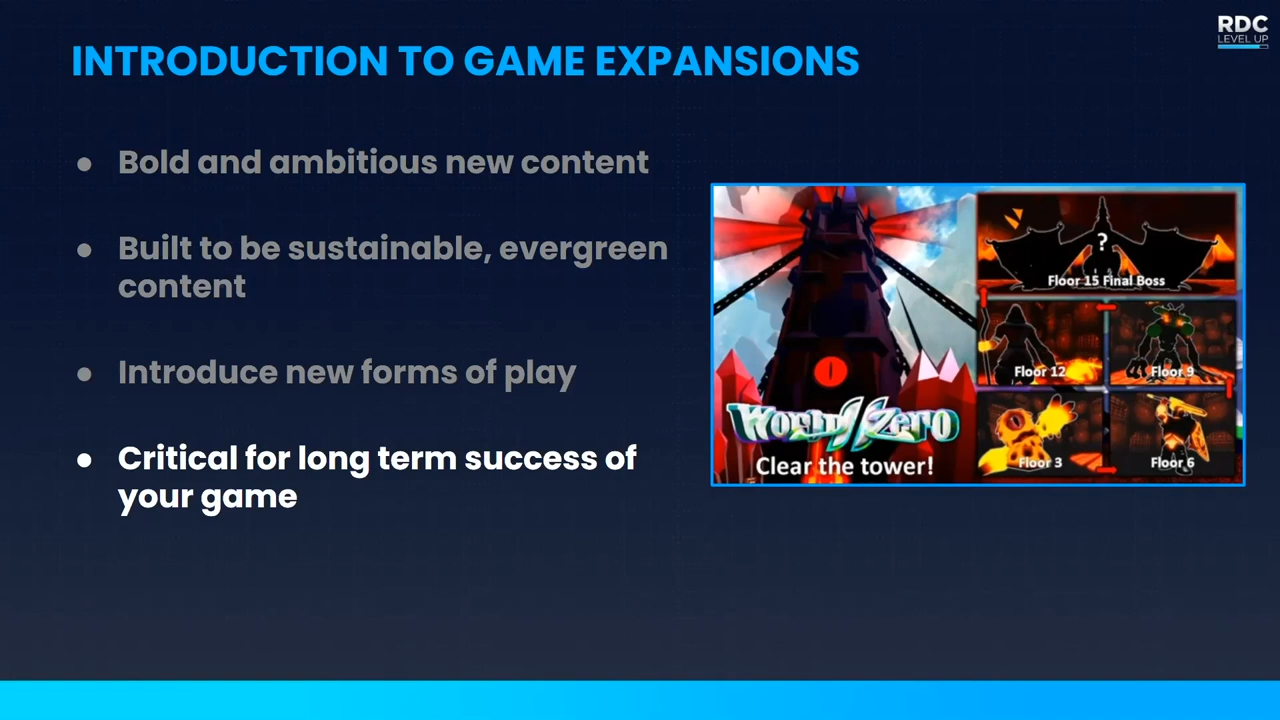 RDC
LEVEL UP
INTRODUCTION TO GAME EXPANSIONS
● Bold and ambitious new content
● Built to be sustainable, evergreen
content
● Introduce new forms of play
● Critical for long term success of
your game
World//Zero
Clear the tower!
?
Floor 15 Final Boss
Floor 12
Floor 9
Floor 3
Floor 6